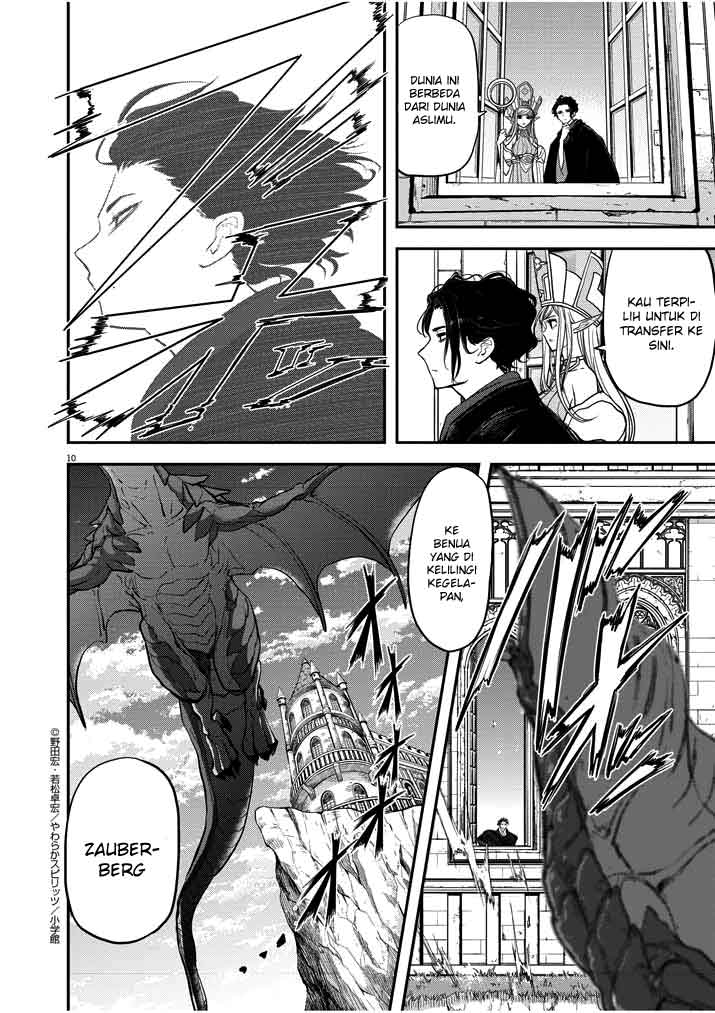 DUNIA INI
BERBEDA
DARI DUNIA
ASLIMU.
KAU TERPI-
LIH UNTUK DI
TRANSFER KE
SINI.
10
KE
BENUA
YANG DI
KELILINGI
KEGELA-
PAN,
ZAUBER-
BERG
©野田宏・若松卓宏／やわらかスピリッツ／小学館